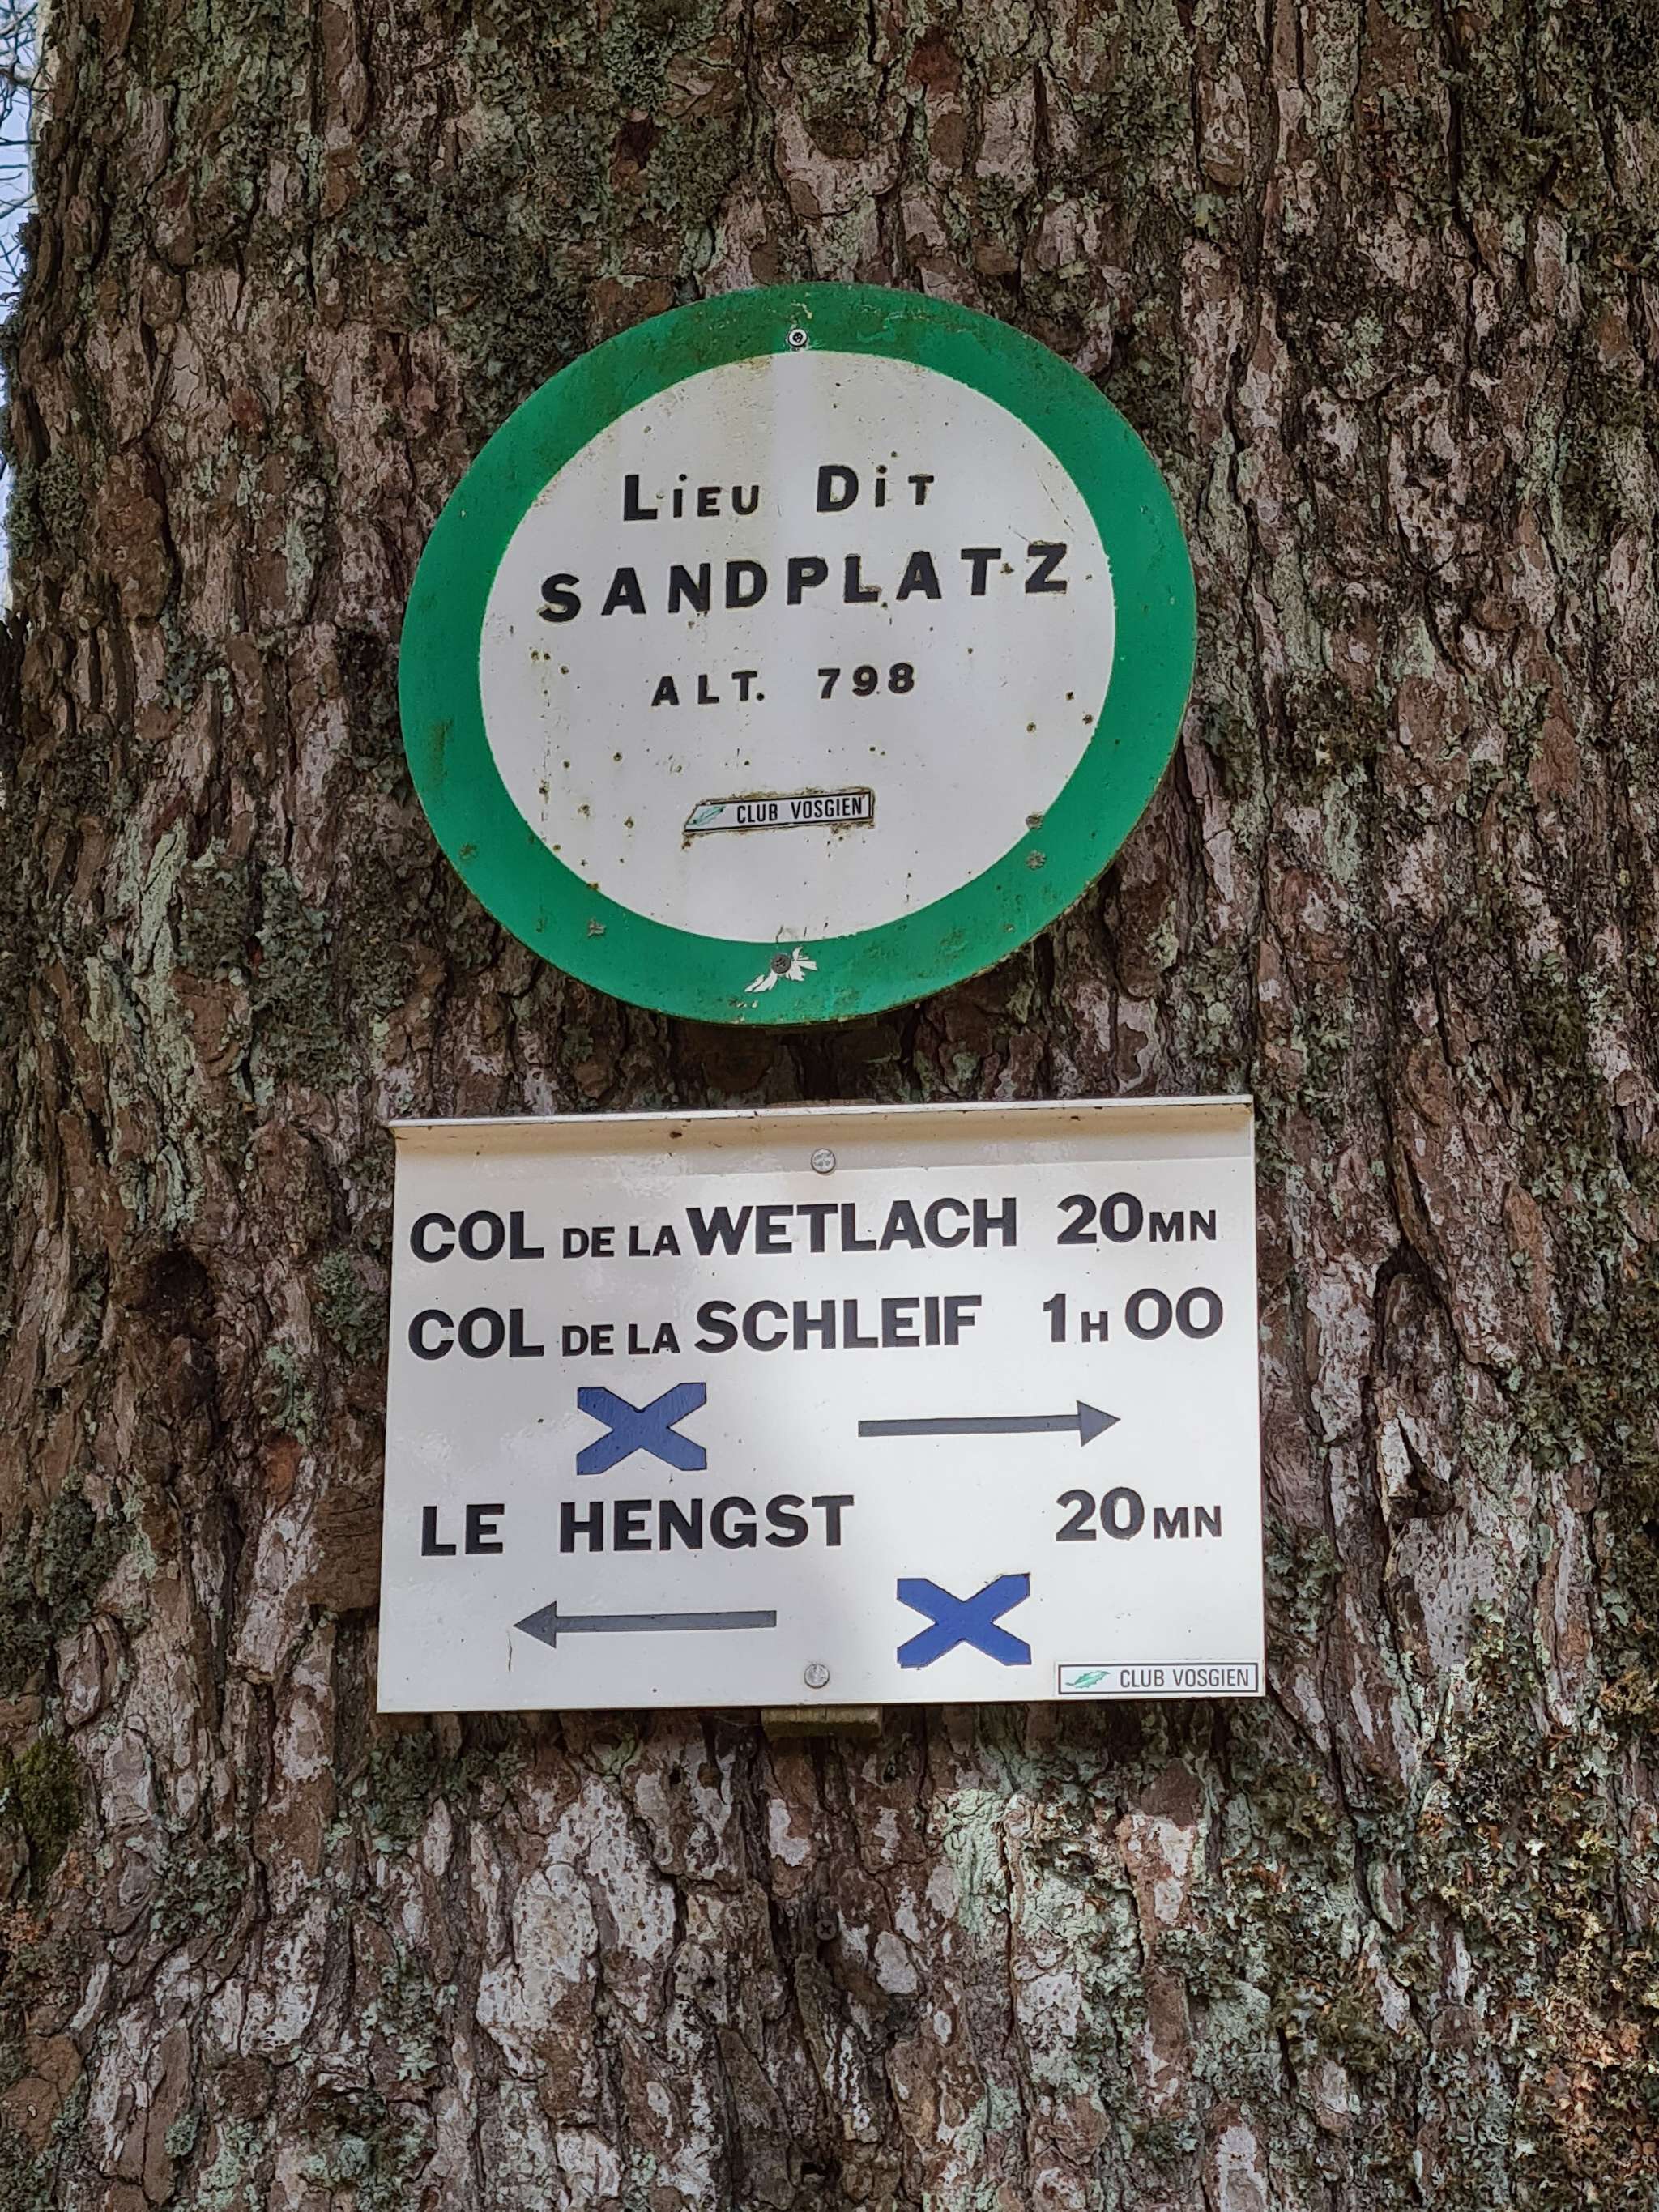 LiEU DiT
SANDPLATZ
ALT. 798
CLUB VOSGIEN
COL DE LA WETLACH 20MN
COL DE LA SCHLEIF 1H00
LE HENGST 20MN
CLUB VOSGIEN